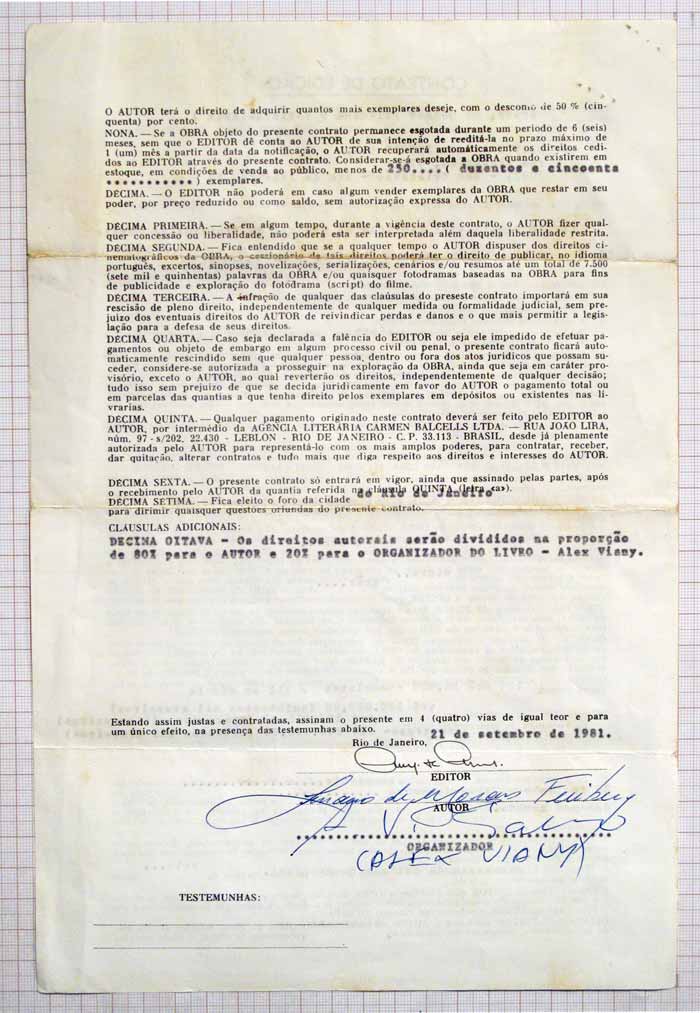 O AUTOR terá o direito de adquirir quantos mais exemplares deseje, com o desconto de 50 % (cin-
quenta) por cento.
NONA. — Se a OBRA objeto do presente contrato permanece esgotada durante um período de 6 (seis)
meses, sem que o EDITOR dê conta ao AUTOR de sua intenção de reeditá-la no prazo máximo de
1 (um) mês a partir da data da notificação, o AUTOR recuperará automáticamente os direitos cedi-
dos ao EDITOR através do presente contrato. Considerar-se-á esgotada a OBRA quando existirem em
estoque, em condições de venda ao público, menos de 250....( duzentos e cincoenta
) exemplares.
DÉCIMA. — O EDITOR não poderá em caso algum vender exemplares da OBRA que restar em seu
poder, por preço reduzido ou como saldo, sem autorização expressa do AUTOR.
DÉCIMA PRIMEIRA. — Se em algum tempo, durante a vigência deste contrato, o AUTOR fizer qual-
quer concessão ou liberalidade, não poderá esta ser interpretada além daquela liberalidade restrita.
DÉCIMA SEGUNDA. — Fica entendido que se a qualquer tempo o AUTOR dispuser dos direitos ci-
nematográficos da OBRA, o cessionário de tais direitos poderá ter o direito de publicar, no idioma
português, excertos, sinopses, novelizações, serializações, cenários e/ou resumos até um total de 7.500
(sete mil e quinhentas) palavras da OBRA e/ou quaisquer fotodramas baseadas na OBRA para fins
de publicidade e exploração do fotodrama (script) do filme.
DÉCIMA TERCEIRA. — A infração de qualquer das claúsulas do preseste contrato importará em sua
rescisão de pleno direito, independentemente de qualquer medida ou formalidade judicial, sem pre-
juízo dos eventuais direitos do AUTOR de reivindicar perdas e danos e o que mais permitir a legis-
lação para a defesa de seus direitos.
DÉCIMA QUARTA. — Caso seja declarada a falência do EDITOR ou seja ele impedido de efetuar pa-
gamentos ou objeto de embargo em algum processo civil ou penal, o presente contrato ficará auto-
maticamente rescindido sem que qualquer pessoa, dentro ou fora dos atos jurídicos que possam su-
ceder, considere-se autorizada a prosseguir na exploração da OBRA, ainda que seja em caráter pro-
visório, exceto o AUTOR, ao qual reverterão os direitos, independentemente de qualquer decisão;
tudo isso sem prejuízo de que se decida juridicamente em favor do AUTOR o pagamento total ou
em parcelas das quantias a que tenha direito pelos exemplares em depósitos ou existentes nas li-
vrarias.
DÉCIMA QUINTA. — Qualquer pagamento originado neste contrato deverá ser feito pelo EDITOR ao
AUTOR, por intermédio da AGÊNCIA LITERÁRIA CARMEN BALCELLS LTDA. — RUA JOÃO LIRA,
núm. 97 - s/202. 22.430 - LEBLON - RIO DE JANEIRO - C. P. 33.113 - BRASIL, desde já plenamente
autorizada pelo AUTOR para representá-lo com os mais amplos poderes, para contratar, receber,
dar quitação, alterar contratos e tudo mais que diga respeito aos direitos e interesses do AUTOR.
DÉCIMA SEXTA. — O presente contrato só entrará em vigor, ainda que assinado pelas partes, após
o recebimento pelo AUTOR da quantia referida na cláusula QUINTA (letra «a»).
DÉCIMA SÉTIMA. — Fica eleito o foro da cidade do Rio de Janeiro
para dirimir quaisquer questões oriundas do presente contrato.
CLÁUSULAS ADICIONAIS:
DECIMA OITAVA - Os direitos autorais serão divididos na proporção
de 80% para o AUTOR e 20% para o ORGANIZADOR DO LIVRO - Alex Viany.
Estando assim justas e contratadas, assinam o presente em 4 (quatro) vias de igual teor e para
um único efeito, na presença das testemunhas abaixo.
Rio de Janeiro, 21 de setembro de 1981.
EDITOR
de Moraes
AUTOR
ORGANIZADOR
(ALEX VIANY)
TESTEMUNHAS: